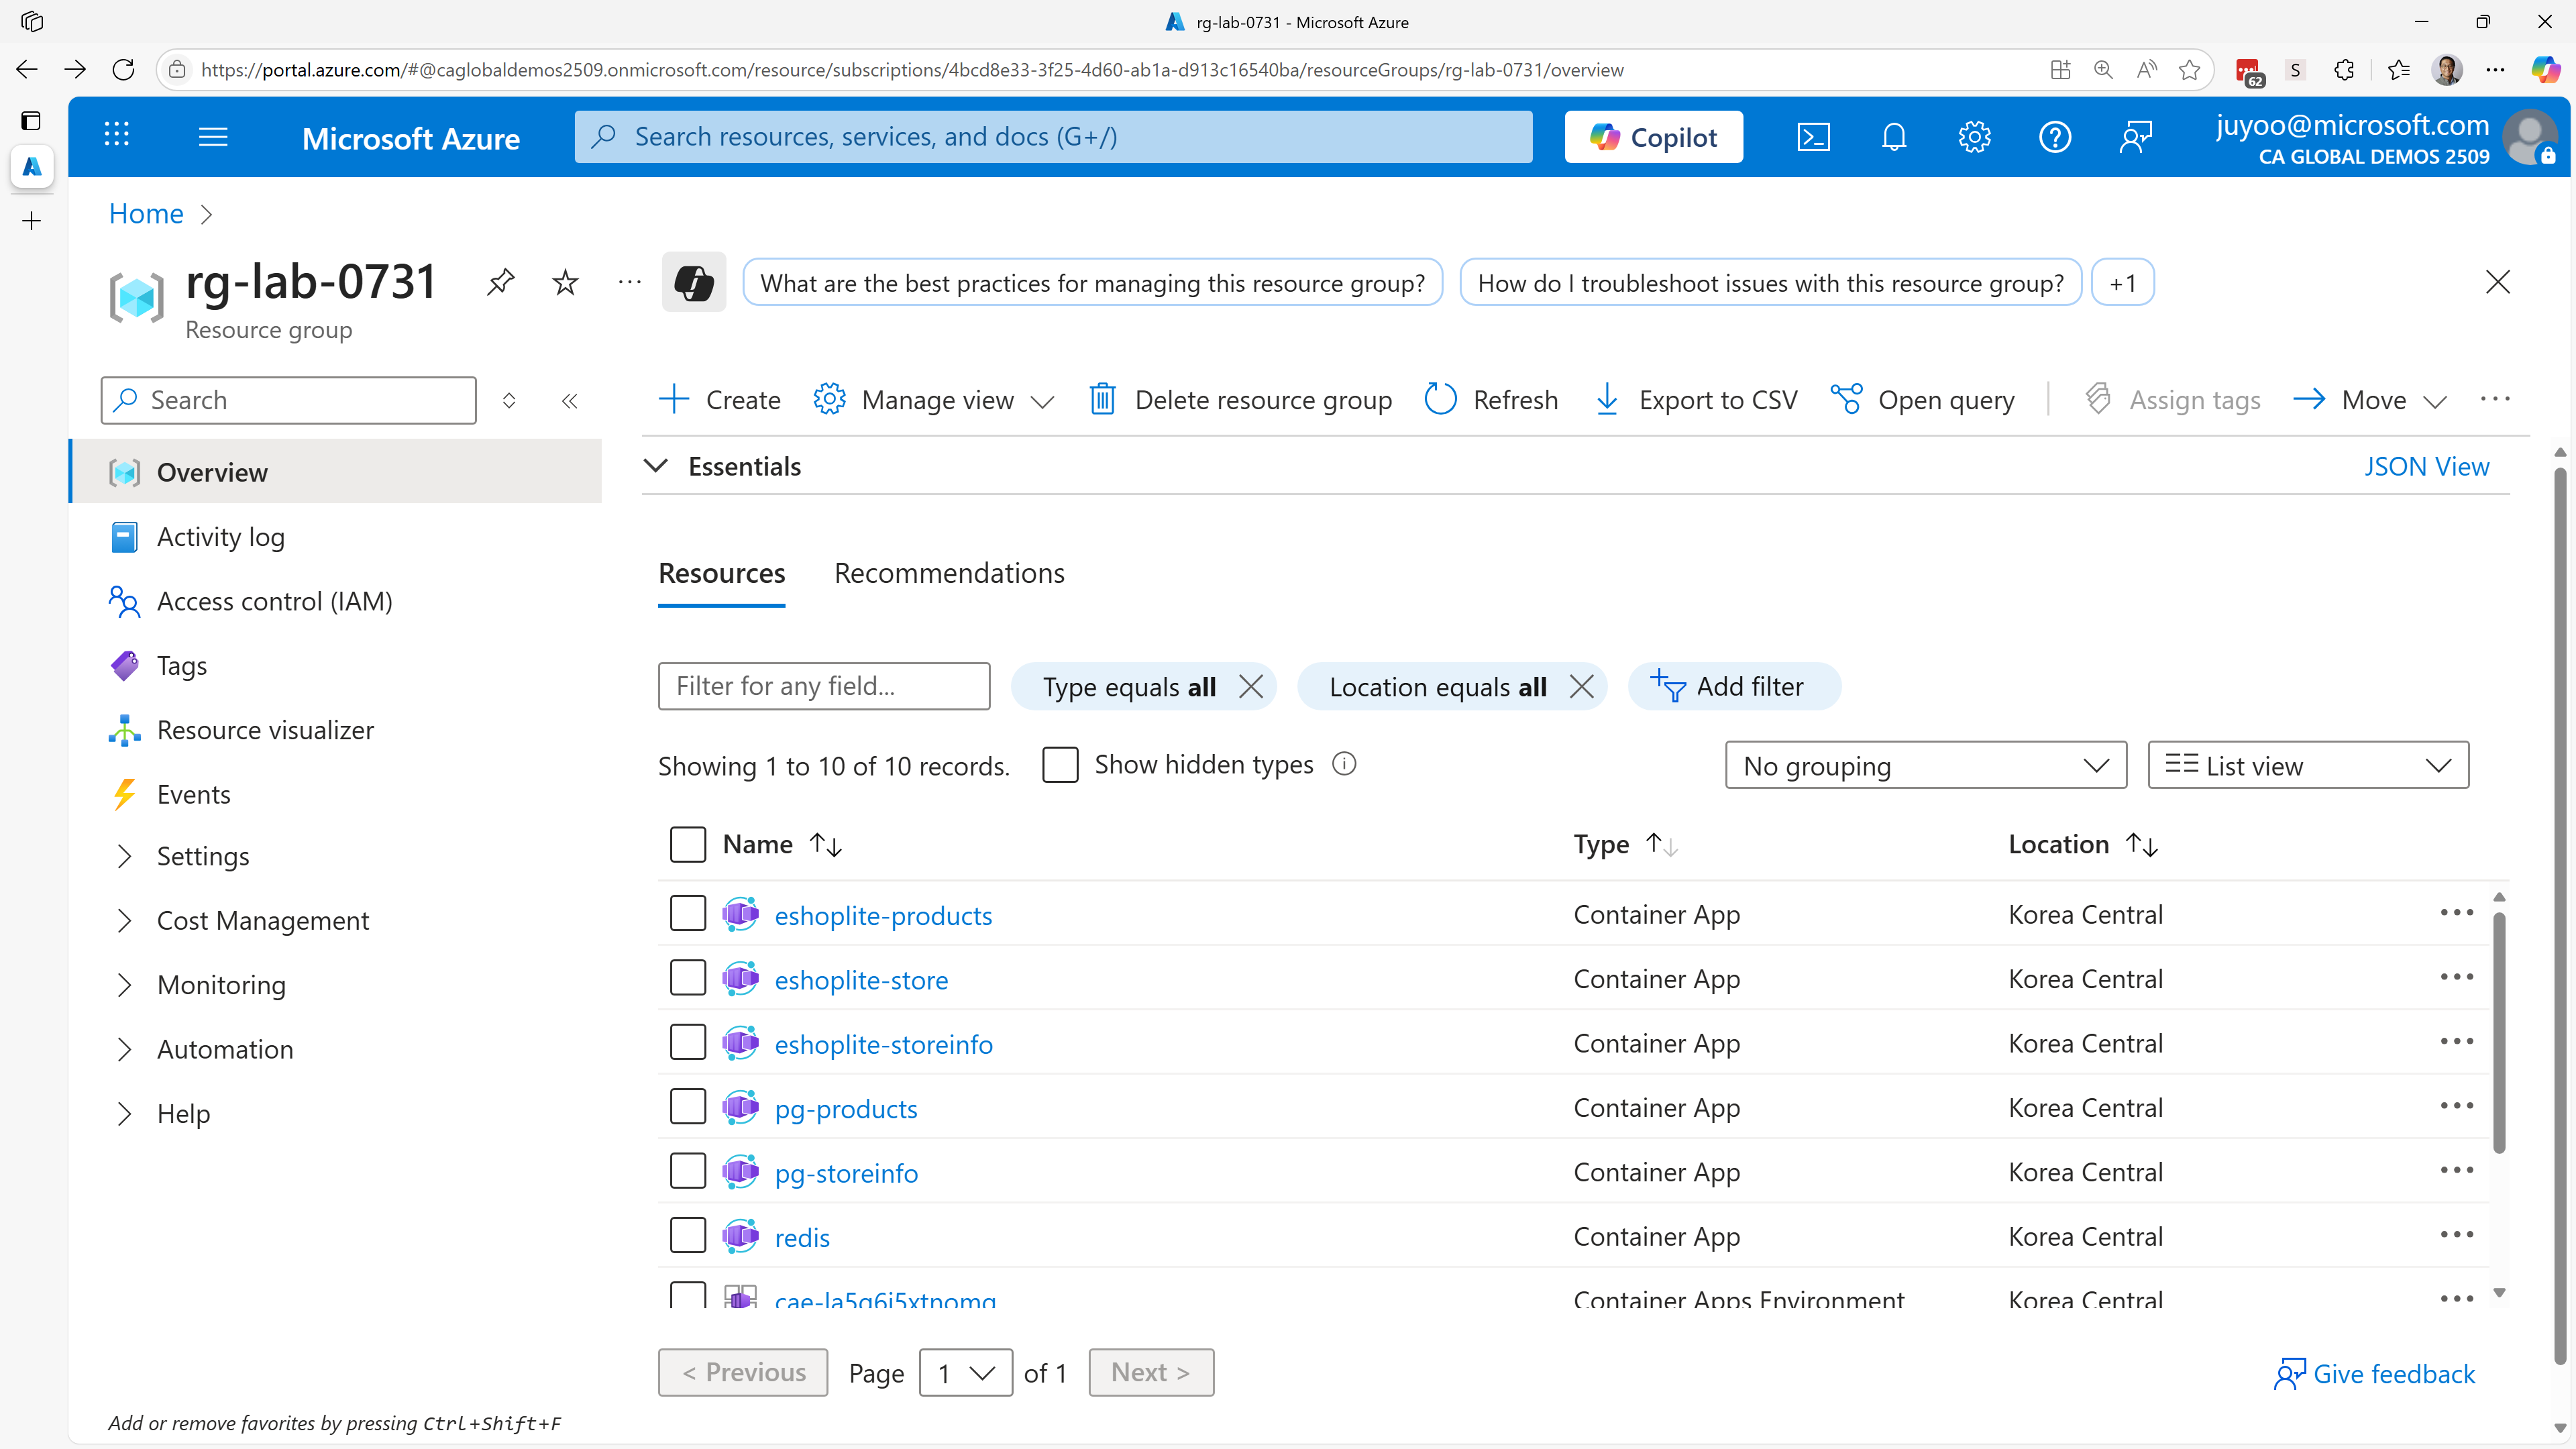 rg-lab-0731 - Microsoft Azure
https://portal.azure.com/#@caglobaldemos2509.onmicrosoft.com/resource/subscriptions/4bcd8e33-3f25-4d60-ab1a-d913c16540ba/resourceGroups/rg-lab-0731/overview
62
S
Microsoft Azure
Search resources, services, and docs (G+/)
Copilot
juyoo@microsoft.com
CA GLOBAL DEMOS 2509
Home
rg-lab-0731
Resource group
What are the best practices for managing this resource group?
How do I troubleshoot issues with this resource group?
+1
Search
Create
Manage view
Delete resource group
Refresh
Export to CSV
Open query
Assign tags
Move
Overview
Activity log
Access control (IAM)
Tags
Resource visualizer
Events
Settings
Cost Management
Monitoring
Automation
Help
Essentials
JSON View
Resources
Recommendations
Filter for any field...
Type equals all
Location equals all
Add filter
Showing 1 to 10 of 10 records.
Show hidden types
No grouping
List view
Name Type Location
eshoplite-products Container App Korea Central
eshoplite-store Container App Korea Central
eshoplite-storeinfo Container App Korea Central
pg-products Container App Korea Central
pg-storeinfo Container App Korea Central
redis Container App Korea Central
Container Apps Environment Korea Central
< Previous
Page 1 of 1
Next >
Give feedback
Add or remove favorites by pressing Ctrl+Shift+F